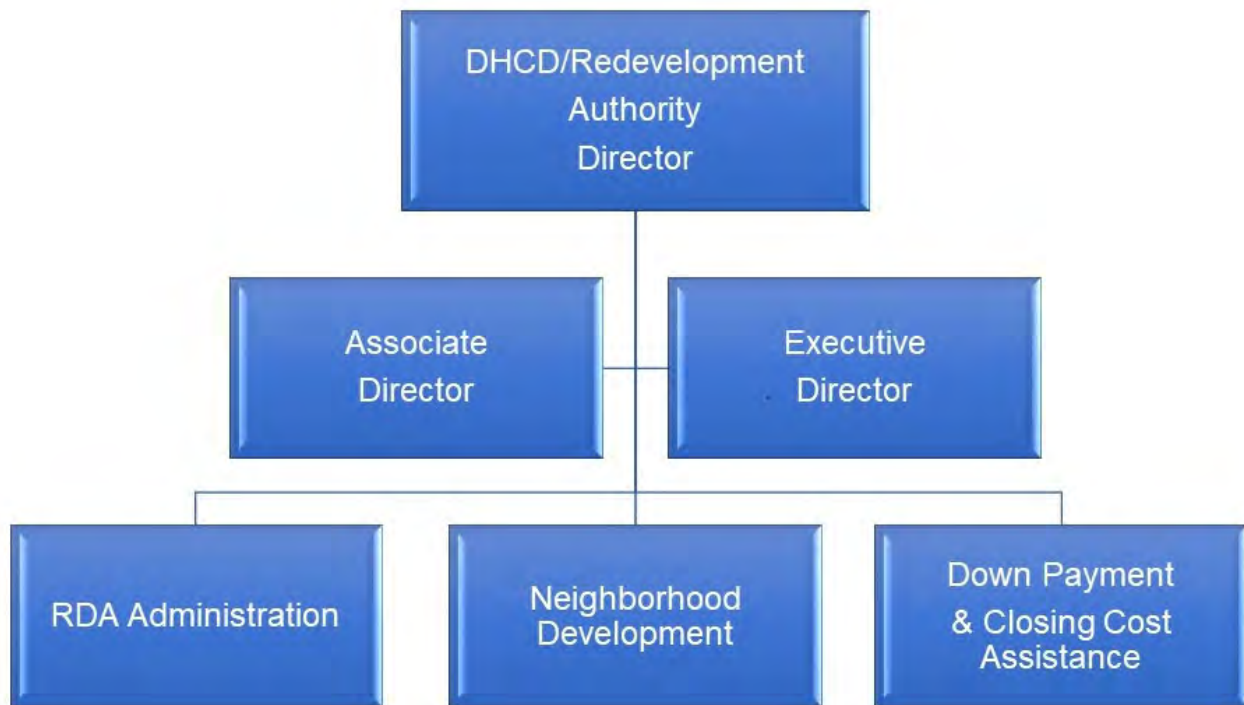 DHCD/Redevelopment
Authority
Director
Associate
Director
Executive
Director
RDA Administration
Neighborhood
Development
Down Payment
& Closing Cost
Assistance